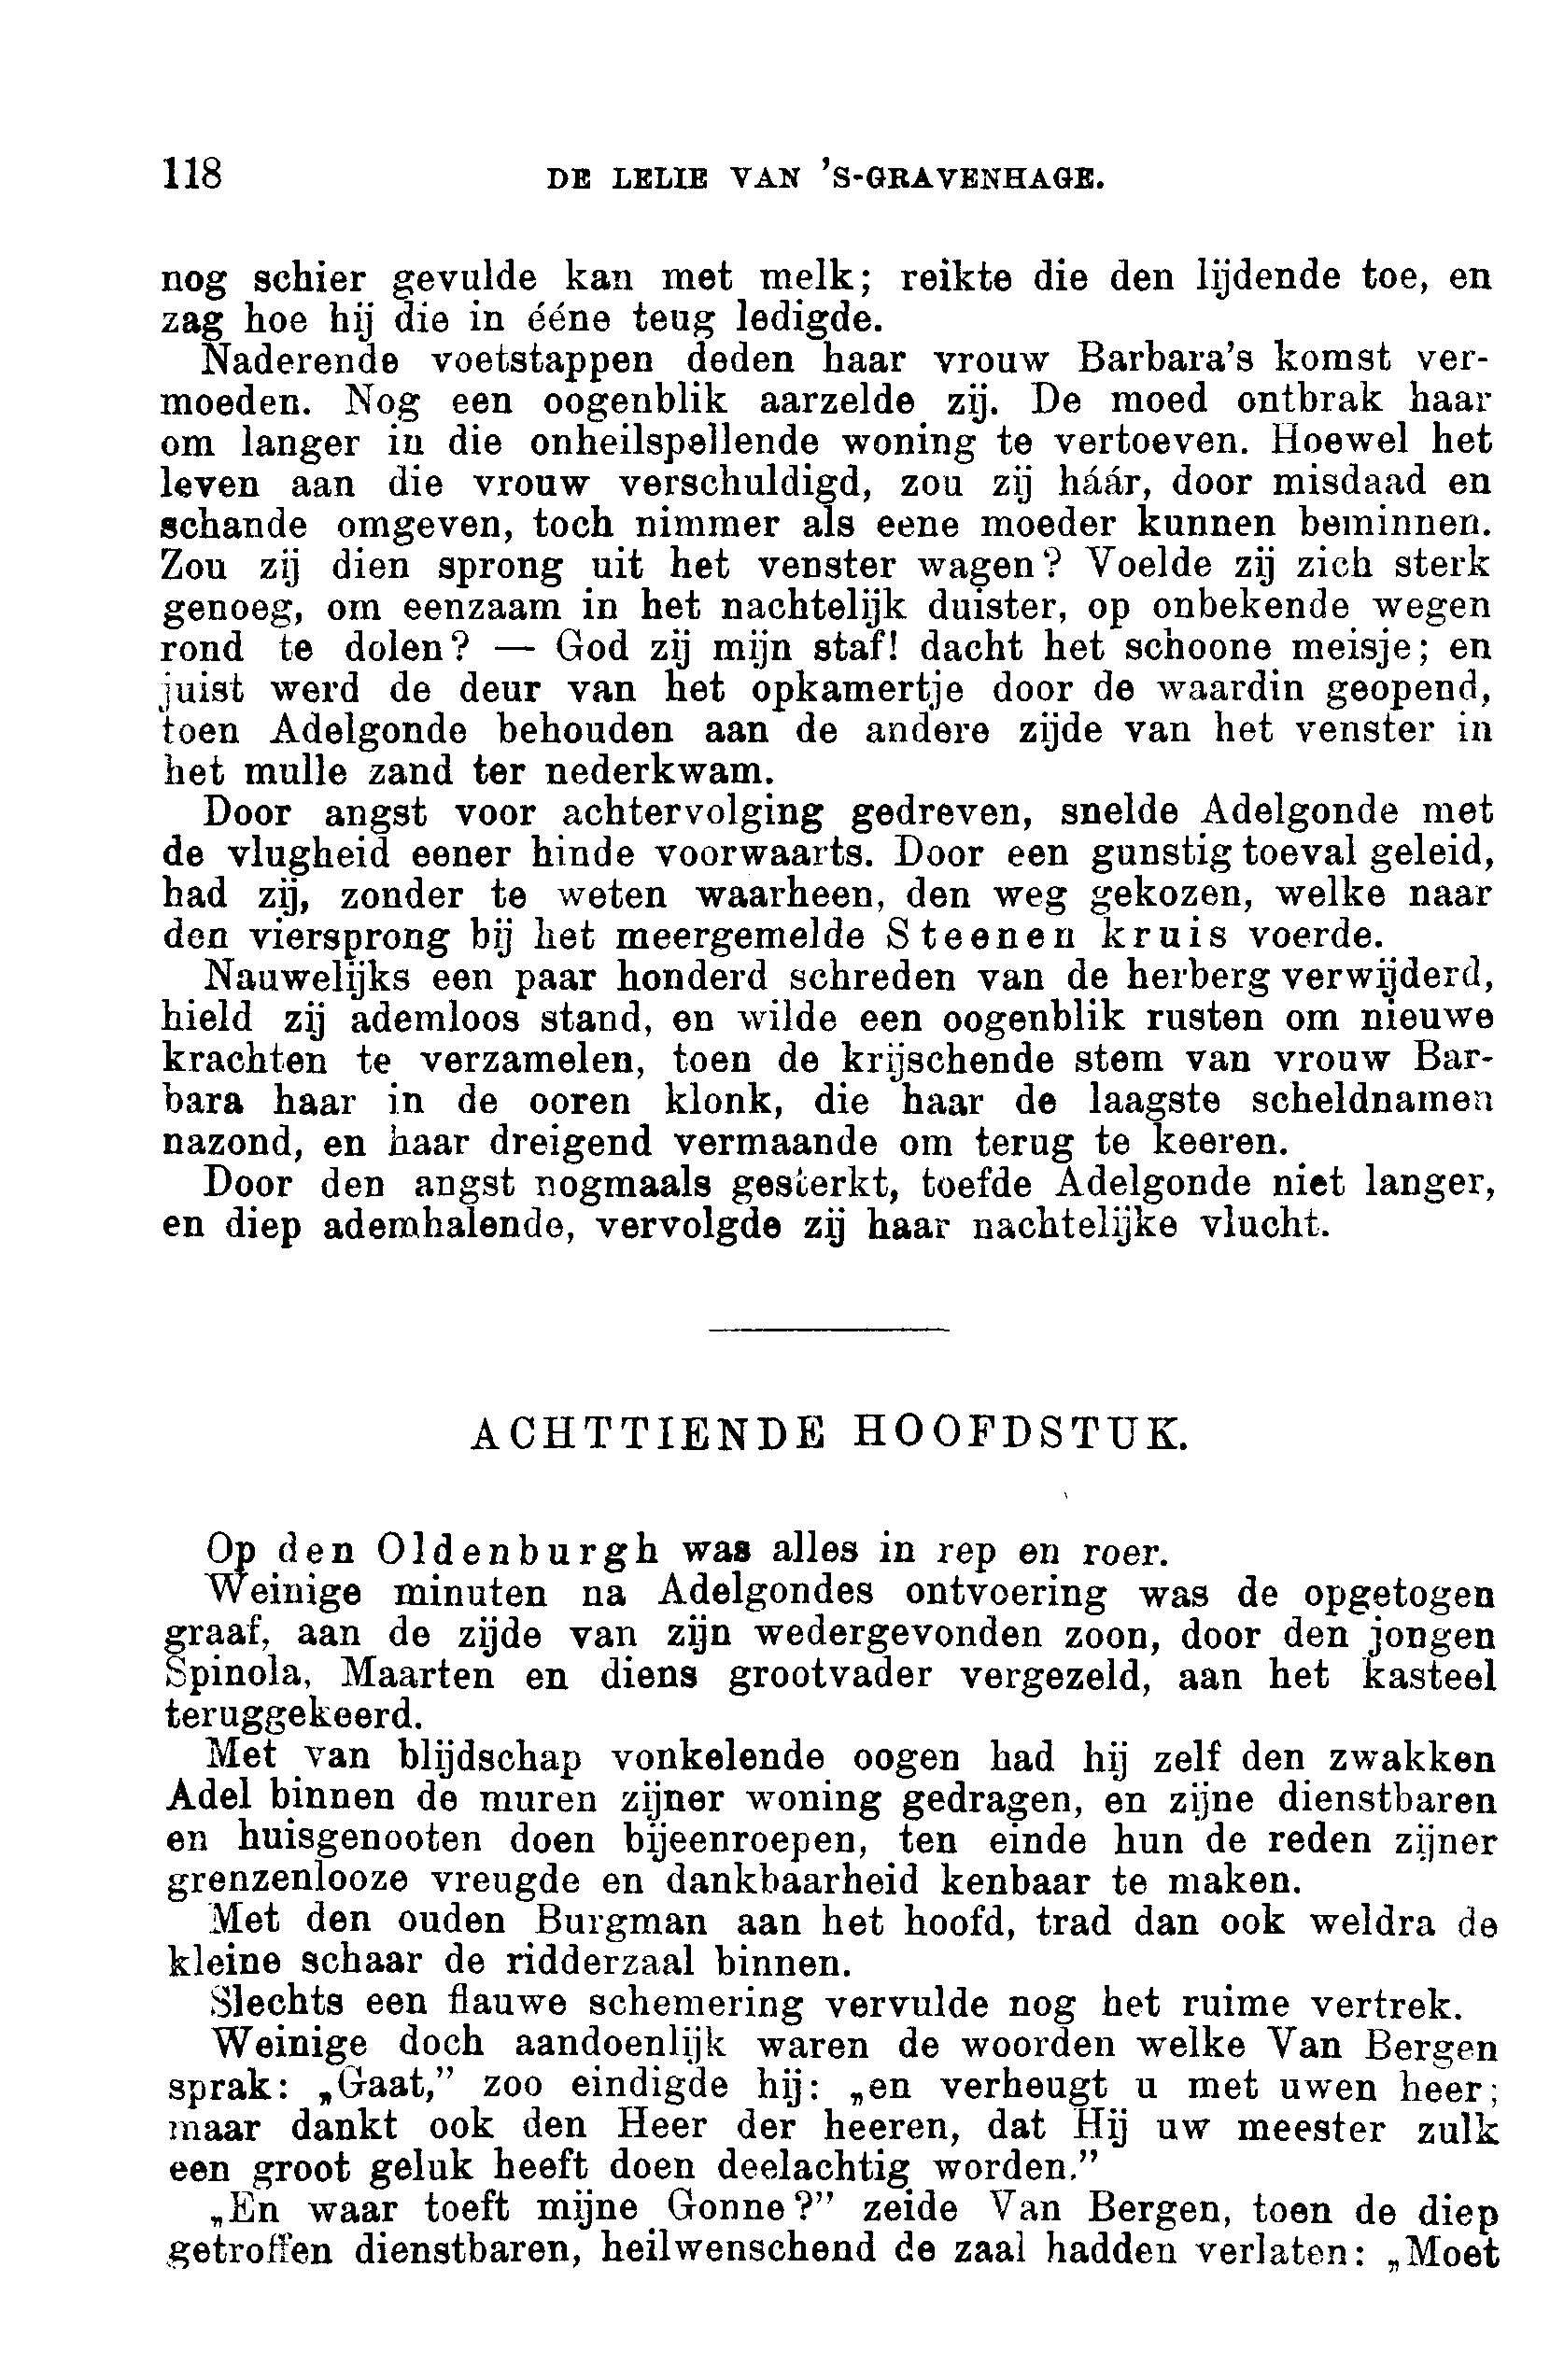 118 DE LELIE VAN 'S-GRAVENHAGE.
nog schier gevulde kan met melk; reikte die den lijdende toe, en
zag hoe hij die in ééne teug ledigde.
Naderende voetstappen deden haar vrouw Barbara's komst ver-
moeden. Nog een oogenblik aarzelde zij. De moed ontbrak haar
om langer in die onheilspellende woning te vertoeven. Hoewel het
leven aan die vrouw verschuldigd, zou zij háár, door misdaad en
schande omgeven, toch nimmer als eene moeder kunnen beminnen.
Zou zij dien sprong uit het venster wagen? Voelde zij zich sterk
genoeg, om eenzaam in het nachtelijk duister, op onbekende wegen
rond te dolen? — God zij mijn staf! dacht het schoone meisje; en
juist werd de deur van het opkamertje door de waardin geopend,
toen Adelgonde behouden aan de andere zijde van het venster in
het mulle zand ter nederkwam.
Door angst voor achtervolging gedreven, snelde Adelgonde met
de vlugheid eener hinde voorwaarts. Door een gunstig toeval geleid,
had zij, zonder te weten waarheen, den weg gekozen, welke naar
den viersprong bij het meergemelde Steenen kruis voerde.
Nauwelijks een paar honderd schreden van de herberg verwijderd,
hield zij ademloos stand, en wilde een oogenblik rusten om nieuwe
krachten te verzamelen, toen de krijschende stem van vrouw Bar-
bara haar in de ooren klonk, die haar de laagste scheldnamen
nazond, en haar dreigend vermaande om terug te keeren.
Door den angst nogmaals gesterkt, toefde Adelgonde niet langer,
en diep ademhalende, vervolgde zij haar nachtelijke vlucht.
ACHTTIENDE HOOFDSTUK.
Op den Oldenburgh was alles in rep en roer.
Weinige minuten na Adelgondes ontvoering was de opgetogen
graaf, aan de zijde van zijn wedergevonden zoon, door den jongen
Spinola, Maarten en diens grootvader vergezeld, aan het kasteel
teruggekeerd.
Met van blijdschap vonkelende oogen had hij zelf den zwakken
Adel binnen de muren zijner woning gedragen, en zijne dienstbaren
en huisgenooten doen bijeenroepen, ten einde hun de reden zijner
grenzenlooze vreugde en dankbaarheid kenbaar te maken.
Met den ouden Burgman aan het hoofd, trad dan ook weldra de
kleine schaar de ridderzaal binnen.
Slechts een flauwe schemering vervulde nog het ruime vertrek.
Weinige doch aandoenlijk waren de woorden welke Van Bergen
sprak: „Gaat,” zoo eindigde hij: „en verheugt u met uwen heer;
maar dankt ook den Heer der heeren, dat Hij uw meester zulk
een groot geluk heeft doen deelachtig worden.”
„En waar toeft mijne Gonne?” zeide Van Bergen, toen de diep
getroffen dienstbaren, heilwenschend de zaal hadden verlaten: „Moet